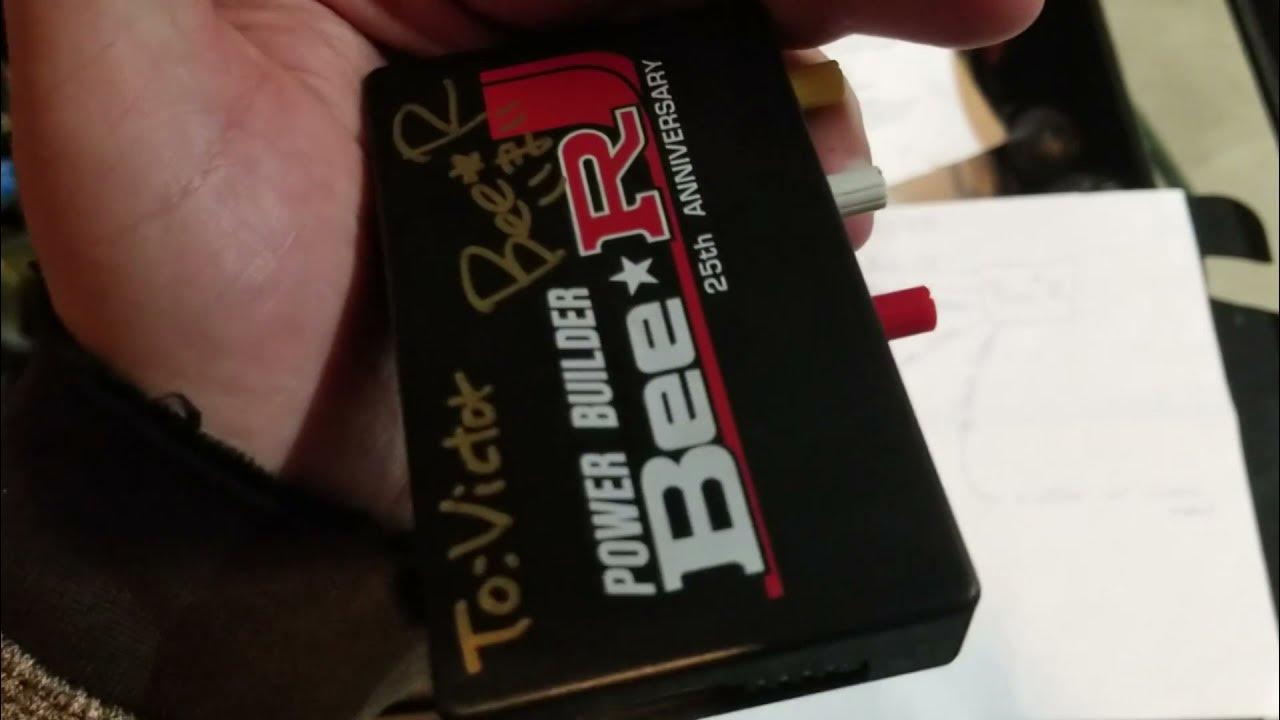 To: Victor
Bee*R
POWER BUILDER
Bee★R
25th ANNIVERSARY